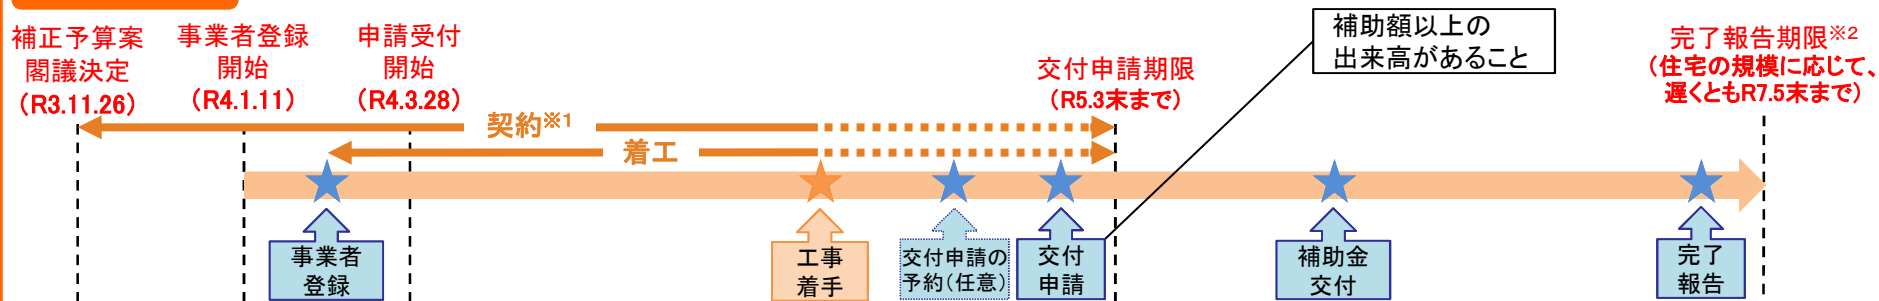 補正予算案
閣議決定
（R3.11.26）
事業者登録
開始
（R4.1.11）
申請受付
開始
（R4.3.28）
交付申請期限
（R5.3末まで）
補助額以上の
出来高があること
完了報告期限※2
（住宅の規模に応じて、
遅くともR7.5末まで）
契約※1
着工
事業者
登録
工事
着手
交付申請の
予約（任意）
交付
申請
補助金
交付
完了
報告